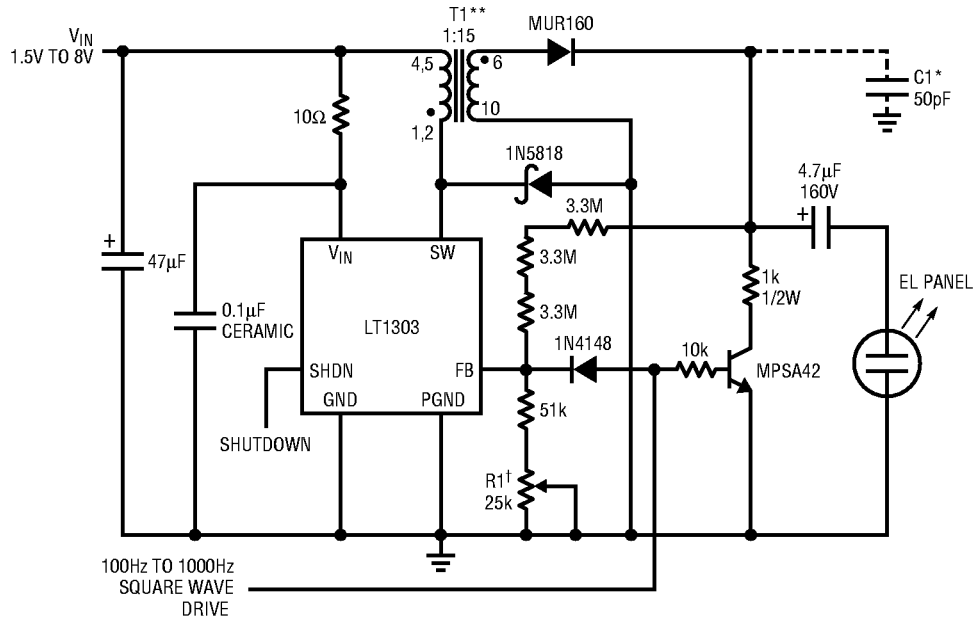 T1**
1:15
MUR160
VIN
1.5V TO 8V
4,5
6
10
1,2
C1*
50pF
10Ω
1N5818
4.7µF
160V
+
3.3M
3.3M
3.3M
VIN
SW
+
47µF
1k
1/2W
EL PANEL
0.1µF
CERAMIC
LT1303
1N4148
10k
MPSA42
SHDN
FB
GND
PGND
51k
SHUTDOWN
R1†
25k
100Hz TO 1000Hz
SQUARE WAVE
DRIVE